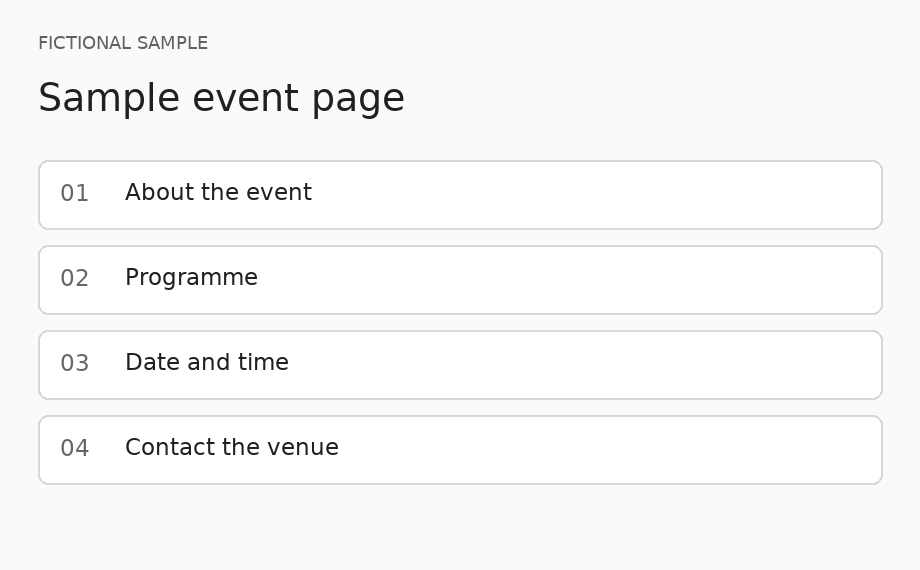 FICTIONAL SAMPLE
Sample event page
01 About the event
02 Programme
03 Date and time
04 Contact the venue